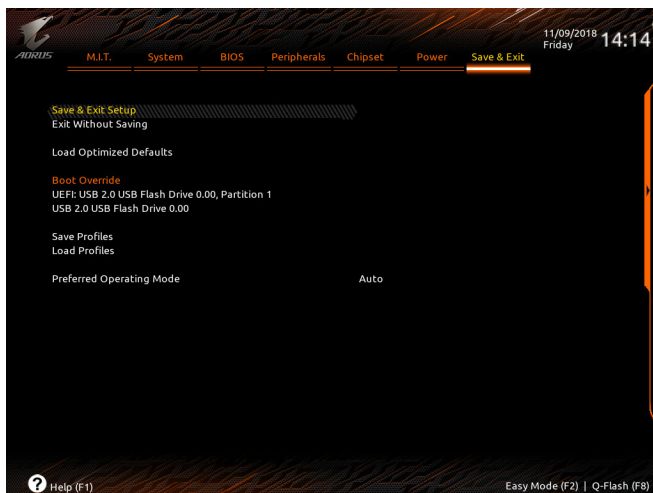 11/09/2018 14:14
Friday
AORUS
M.I.T. System BIOS Peripherals Chipset Power Save & Exit
Save & Exit Setup
Exit Without Saving
Load Optimized Defaults
Boot Override
UEFI: USB 2.0 USB Flash Drive 0.00, Partition 1
USB 2.0 USB Flash Drive 0.00
Save Profiles
Load Profiles
Preferred Operating Mode Auto
? Help (F1) Easy Mode (F2) | Q-Flash (F8)